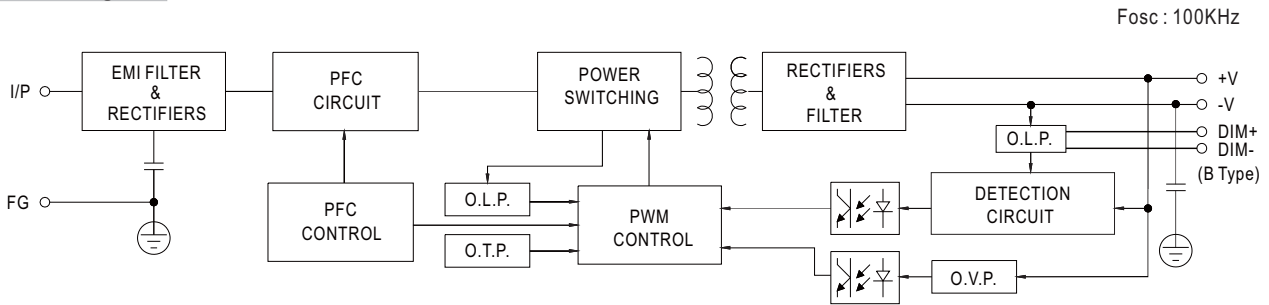 Fosc : 100KHz
I/P
EMI FILTER
&
RECTIFIERS
PFC
CIRCUIT
POWER
SWITCHING
RECTIFIERS
&
FILTER
+V
-V
DIM+
DIM-
(B Type)
O.L.P.
FG
PFC
CONTROL
O.L.P.
O.T.P.
PWM
CONTROL
DETECTION
CIRCUIT
O.V.P.